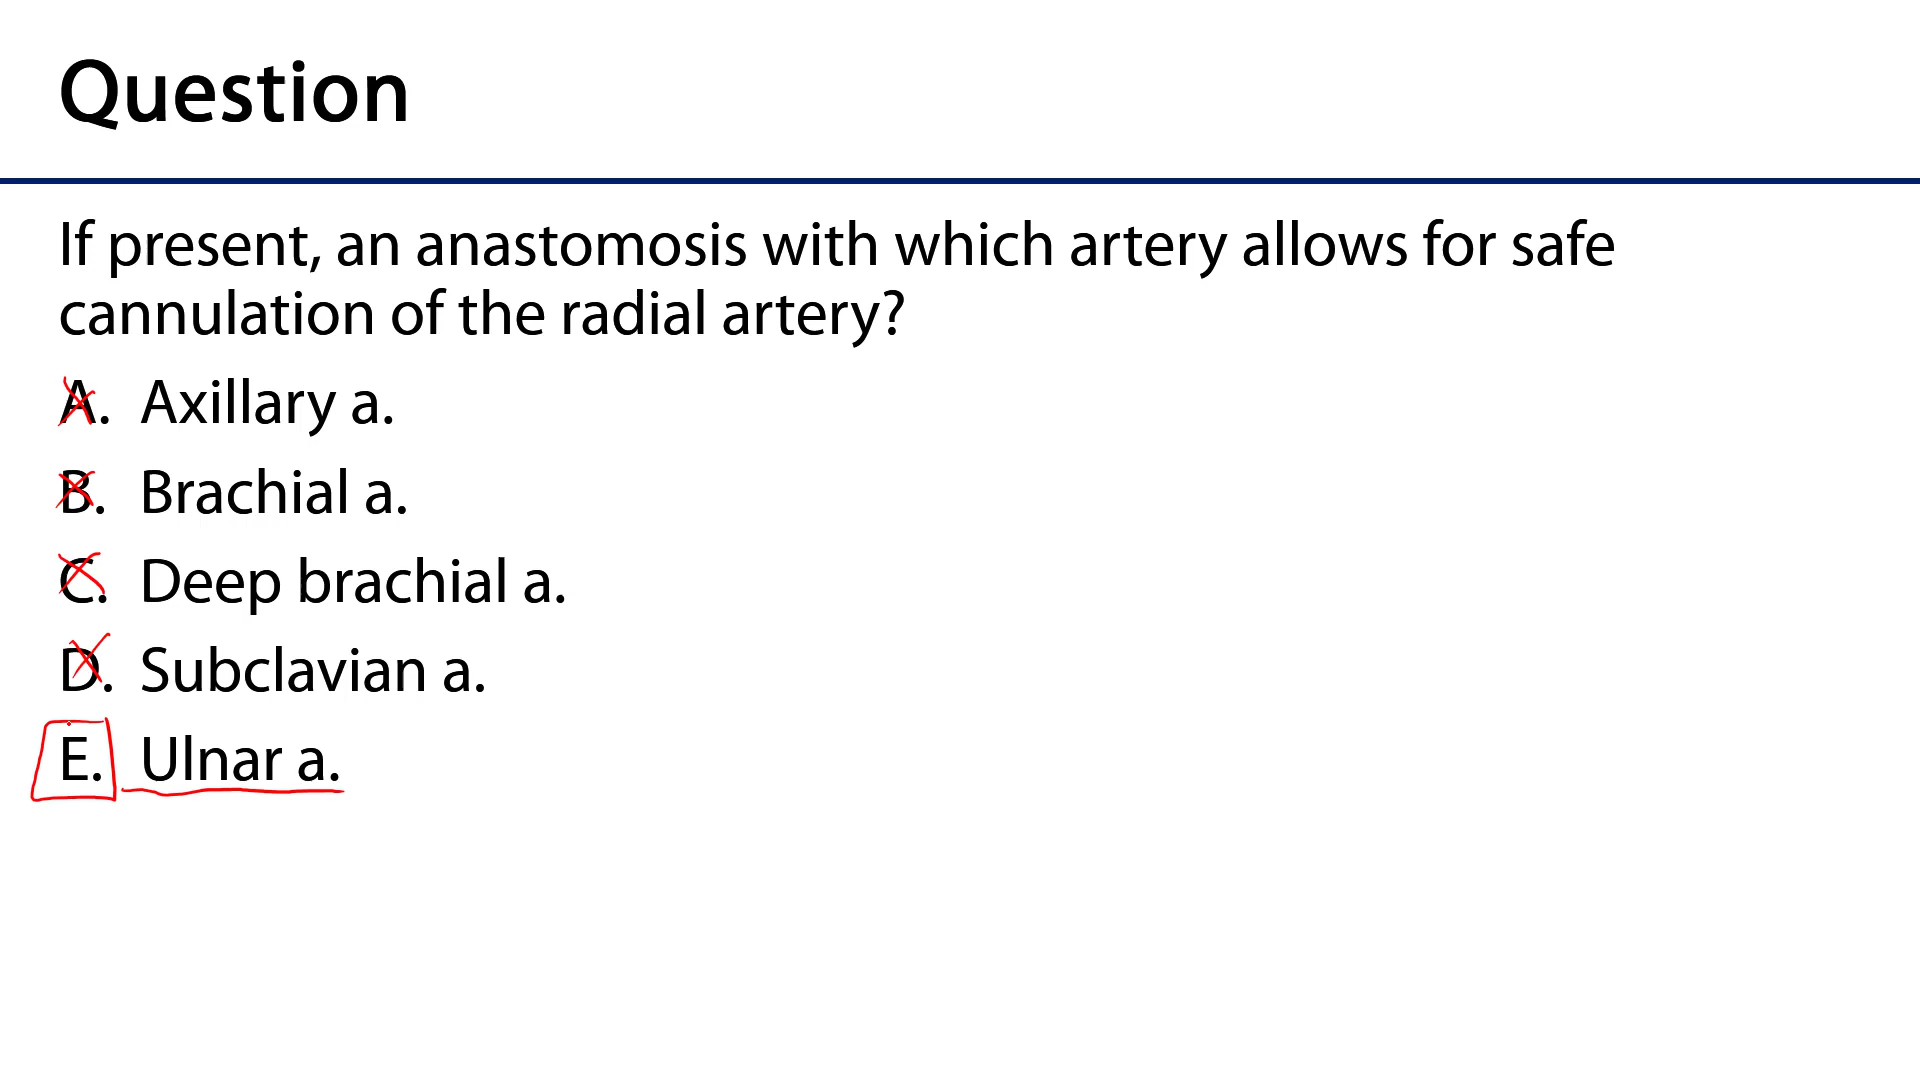 Question
If present, an anastomosis with which artery allows for safe
cannulation of the radial artery?
A. Axillary a.
B. Brachial a.
C. Deep brachial a.
D. Subclavian a.
E. Ulnar a.